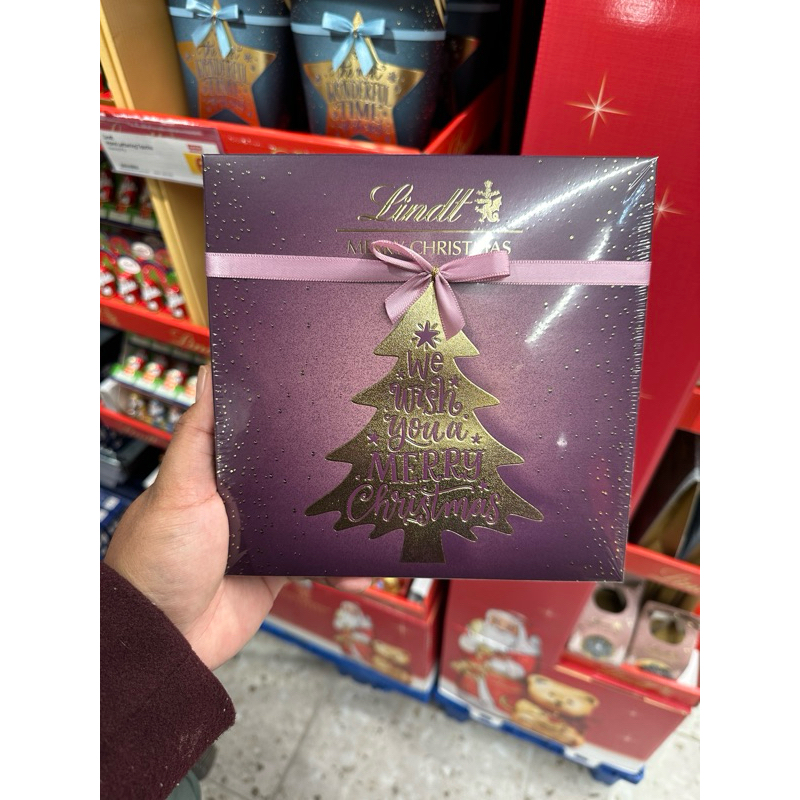 WONDERFUL
TIME
Lindt
MERRY CHRISTMAS
We
wish
you a
MERRY
Christmas